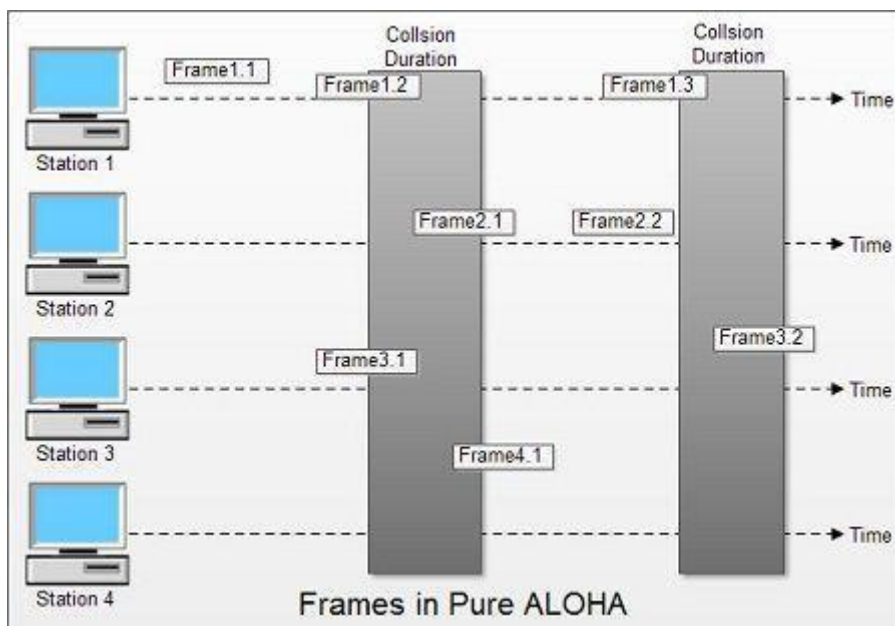 Collsion
Duration
Collsion
Duration
Frame1.1
Frame1.2
Frame1.3
Time
Station 1
Frame2.1
Frame2.2
Time
Station 2
Frame3.2
Frame3.1
Time
Station 3
Frame4.1
Time
Station 4
Frames in Pure ALOHA